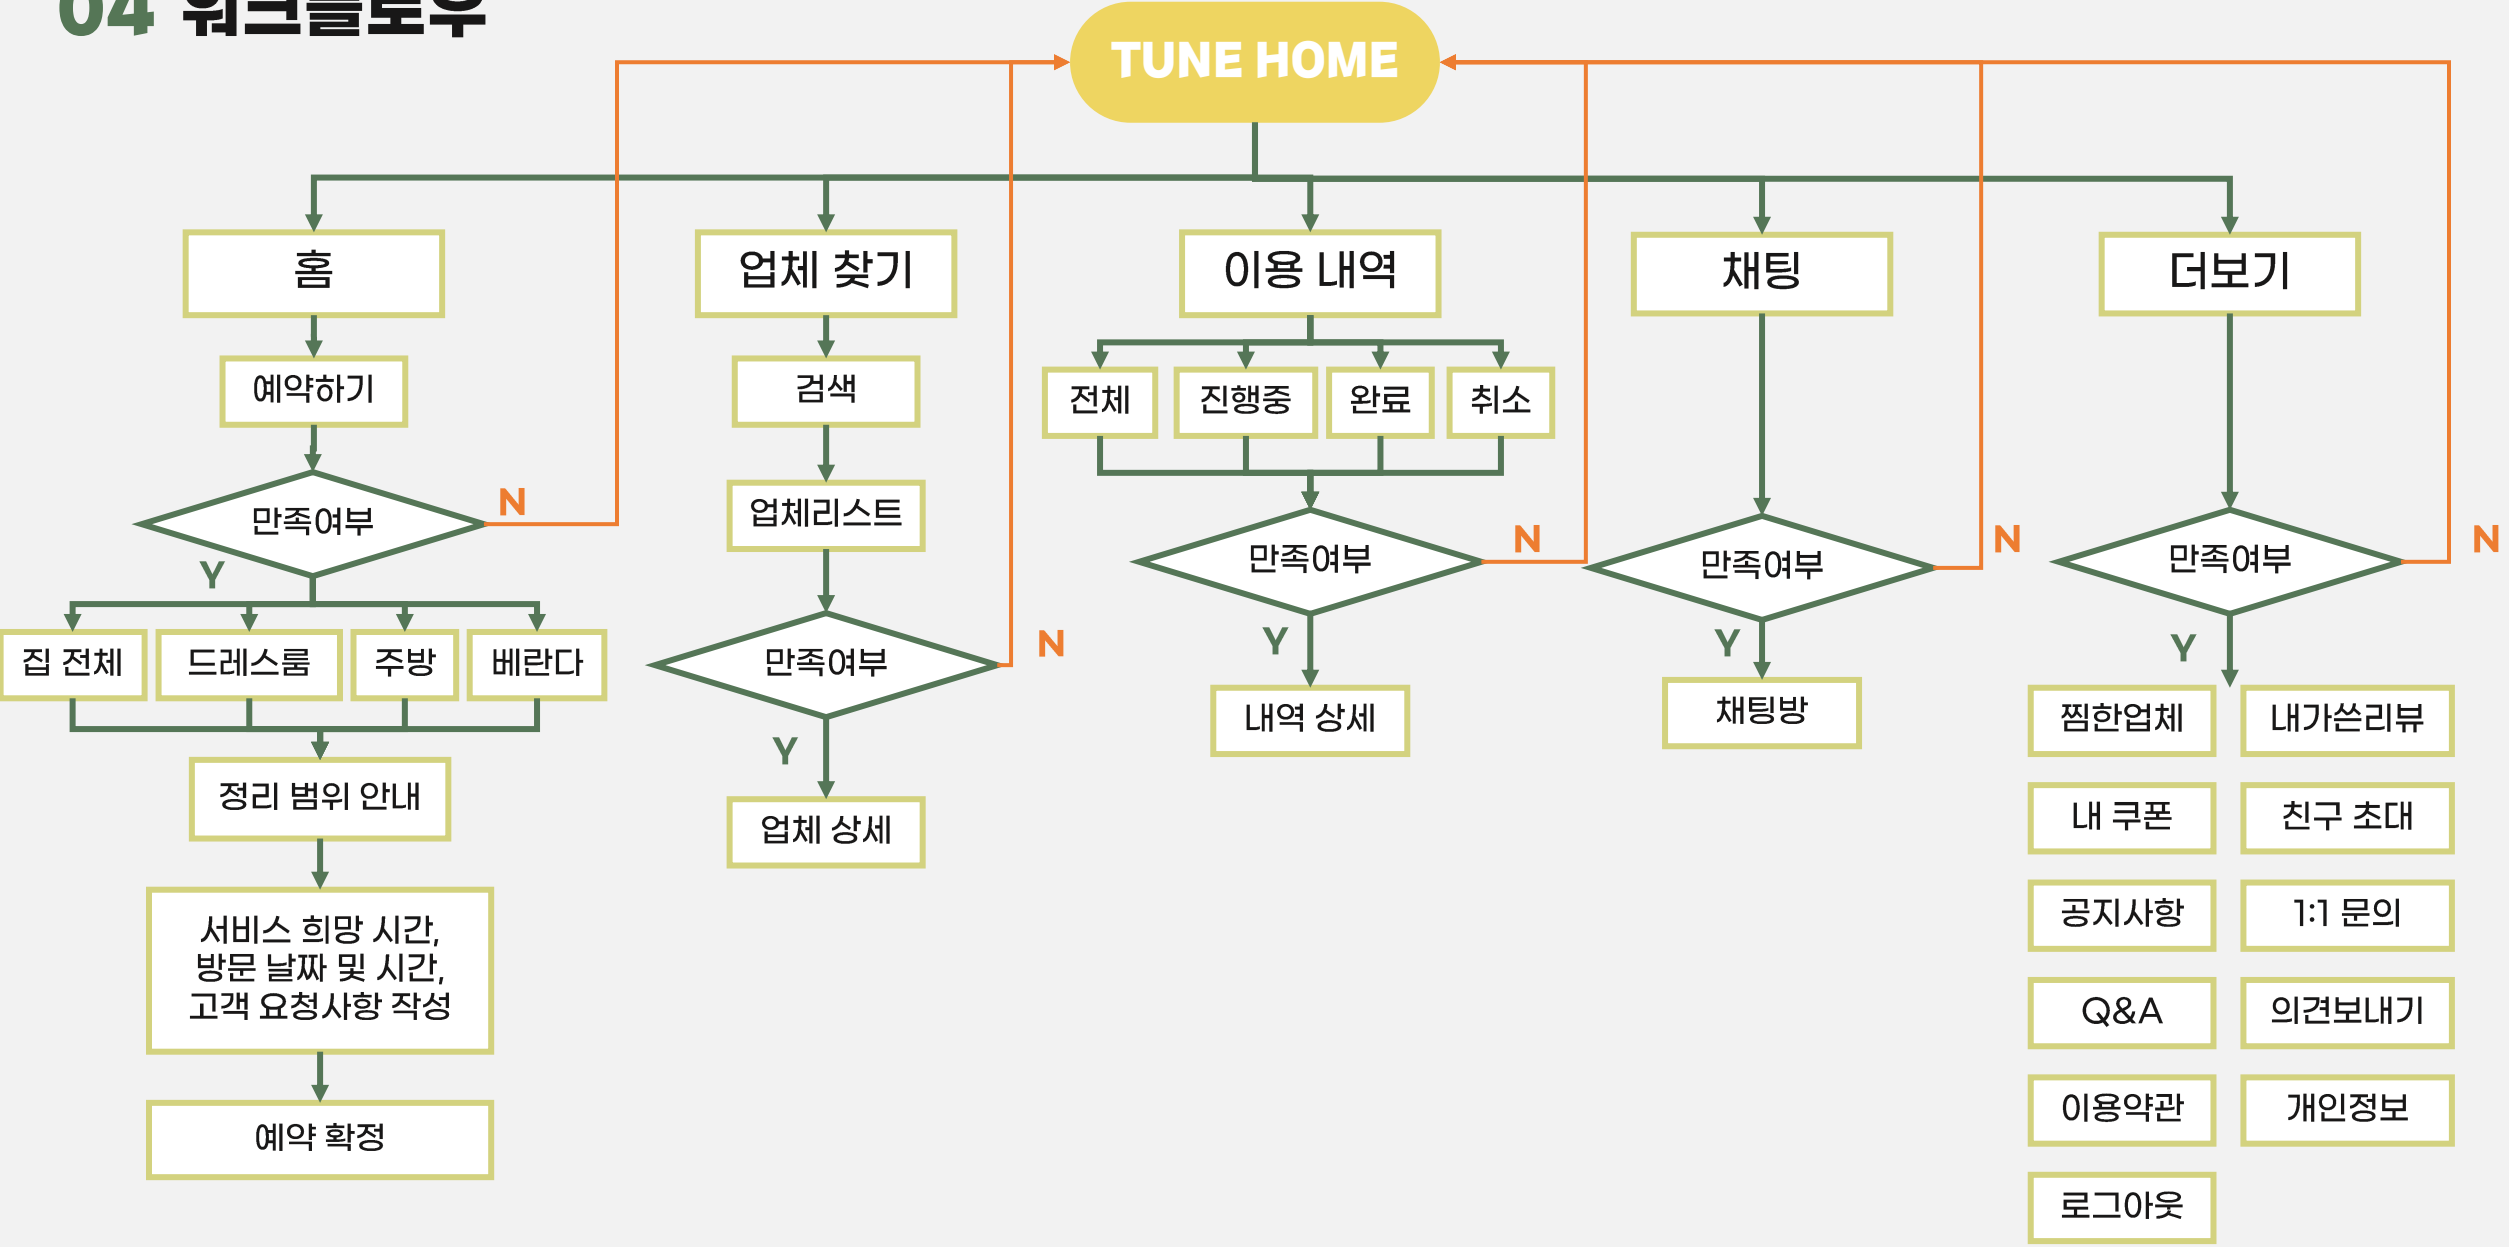 04 워크플로우
TUNE HOME
홈
업체 찾기
이용 내역
채팅
더보기
예약하기
검색
전체
진행중
완료
취소
만족여부
N
업체리스트
만족여부
N
만족여부
N
만족여부
N
Y
집 전체
드레스룸
주방
베란다
만족여부
N
Y
Y
Y
내역 상세
채팅방
찜한업체
내가쓴리뷰
Y
정리 범위 안내
업체 상세
내 쿠폰
친구 초대
서비스 희망 시간,
방문 날짜 및 시간,
고객 요청사항 작성
공지사항
1:1 문의
Q&A
의견보내기
예약 확정
이용약관
개인정보
로그아웃